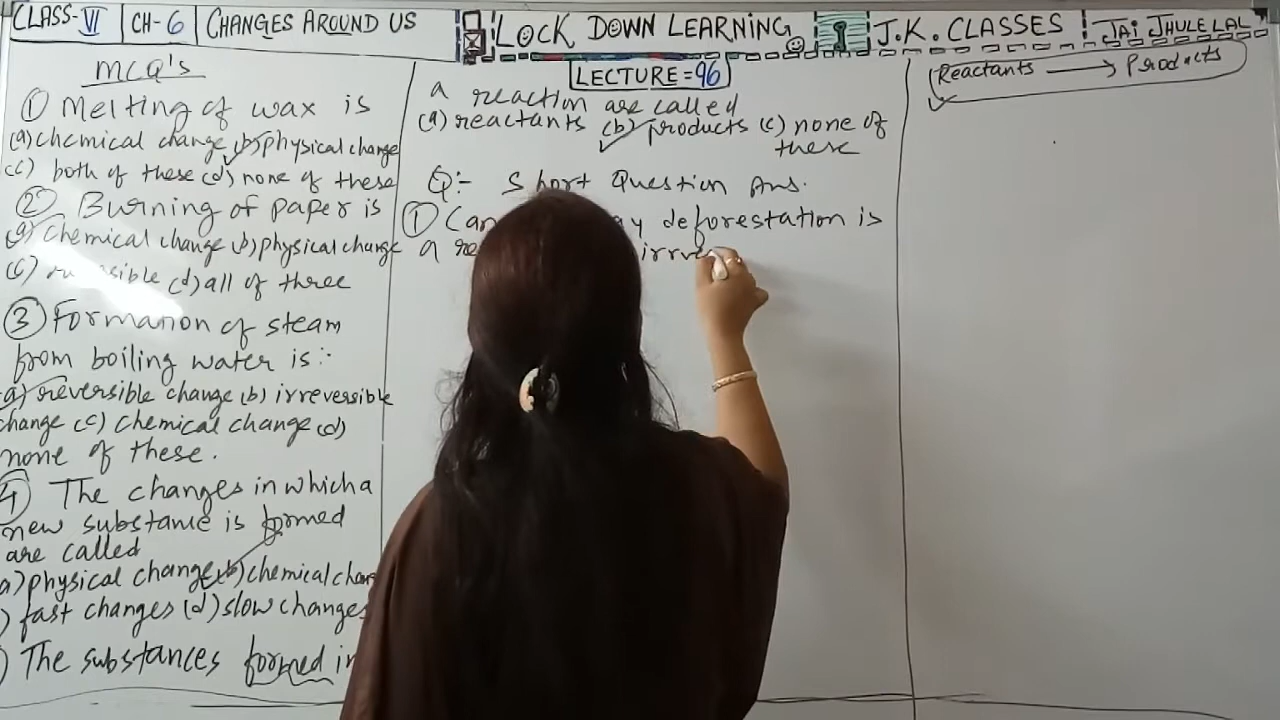 CLASS-VI | CH-6 | CHANGES AROUND US
LOCK DOWN LEARNING
J.K. CLASSES
JAI JHULELAL
LECTURE=96
MCQ's
① Melting of wax is
(a) chemical change (b) physical change
(c) both of these (d) none of these
② Burning of paper is
(a) chemical change (b) physical change
(c) (d) all of three
③ Formation of steam
from boiling water is :-
(a) reversible change (b) irreversible
change (c) chemical change (d)
none of these.
④ The changes in which a
new substance is formed
are called
a) physical change (b) chemical chan
) fast changes (d) slow changes
) The substances formed in
a reaction are called
(a) reactants (b) products (c) none of
these
Q:- Short Question Ans.
① Can deforestation is
a irreve
Reactants → Products